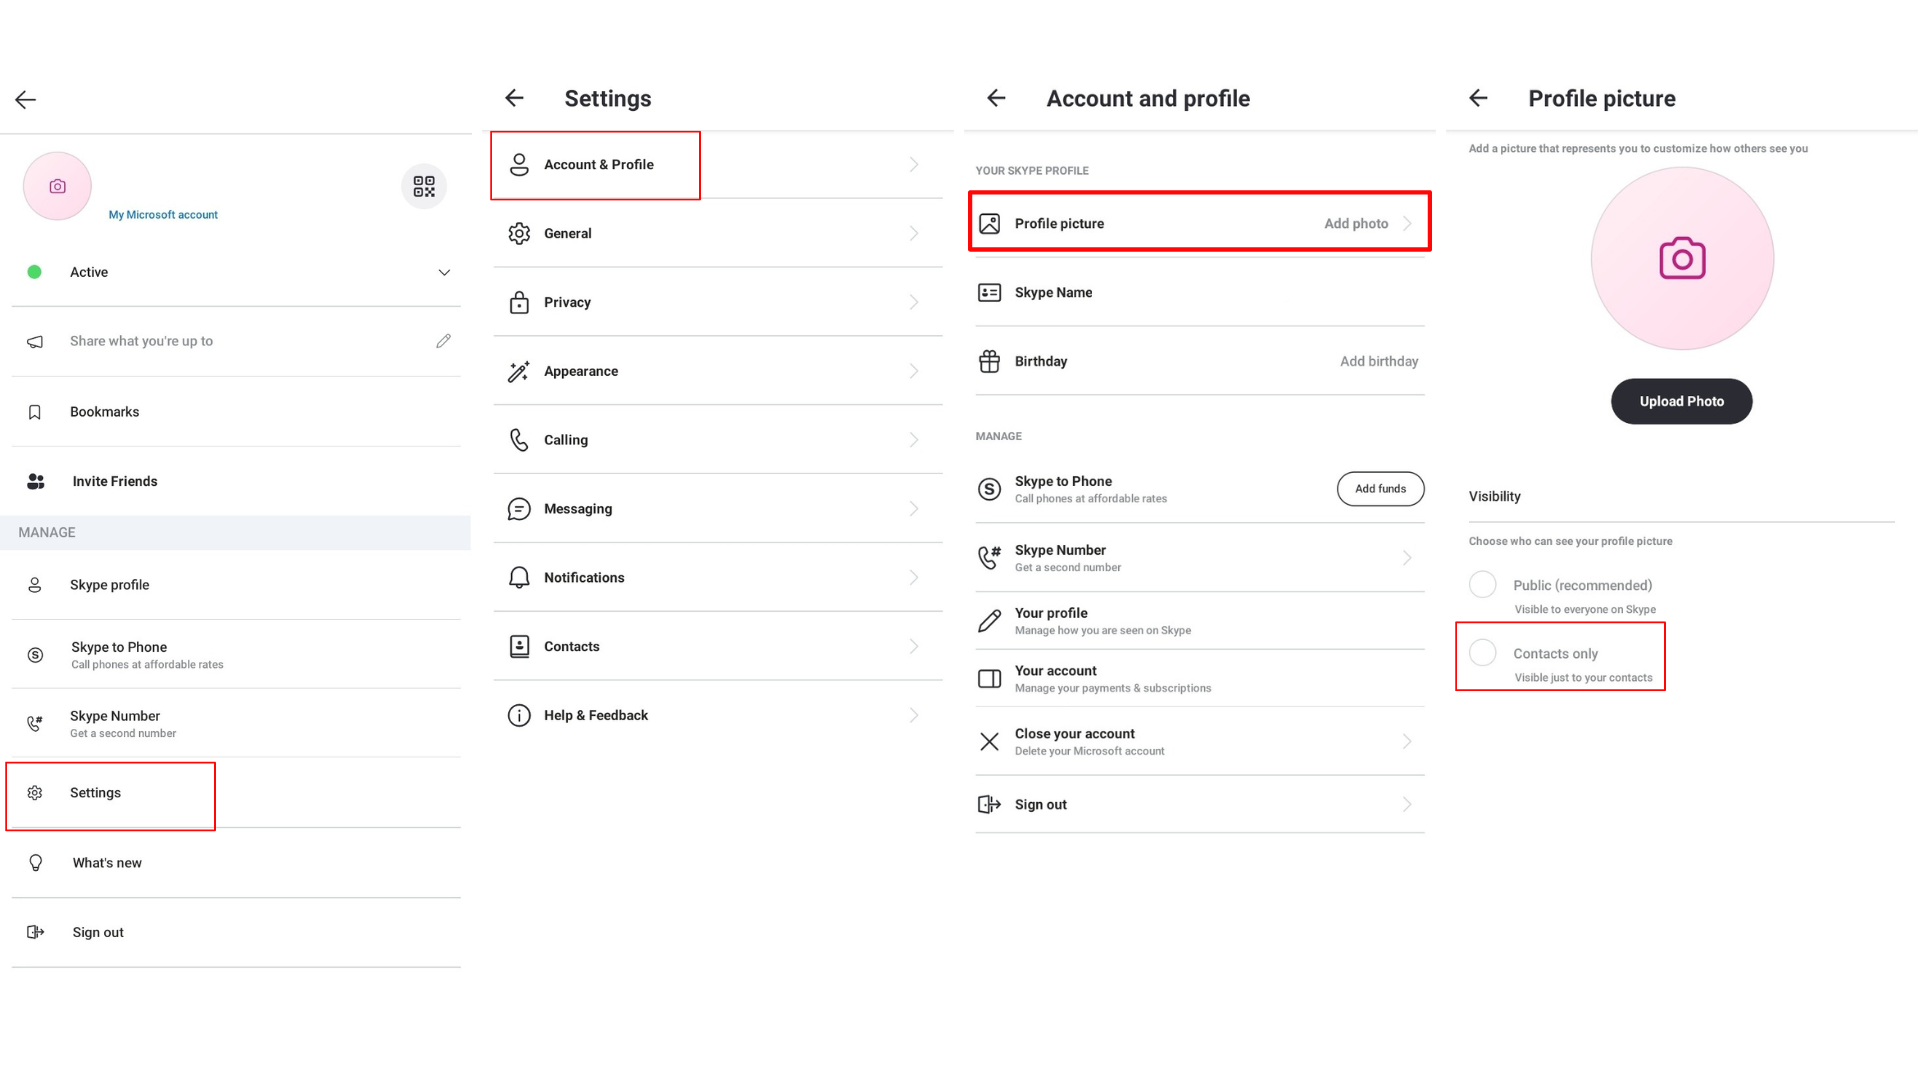 My Microsoft account
Active
Share what you're up to
Bookmarks
Invite Friends
MANAGE
Skype profile
Skype to Phone
Call phones at affordable rates
Skype Number
Get a second number
Settings
What's new
Sign out
Settings
Account & Profile
General
Privacy
Appearance
Calling
Messaging
Notifications
Contacts
Help & Feedback
Account and profile
YOUR SKYPE PROFILE
Profile picture Add photo
Skype Name
Birthday Add birthday
MANAGE
Skype to Phone
Call phones at affordable rates
Add funds
Skype Number
Get a second number
Your profile
Manage how you are seen on Skype
Your account
Manage your payments & subscriptions
Close your account
Delete your Microsoft account
Sign out
Profile picture
Add a picture that represents you to customize how others see you
Upload Photo
Visibility
Choose who can see your profile picture
Public (recommended)
Visible to everyone on Skype
Contacts only
Visible just to your contacts